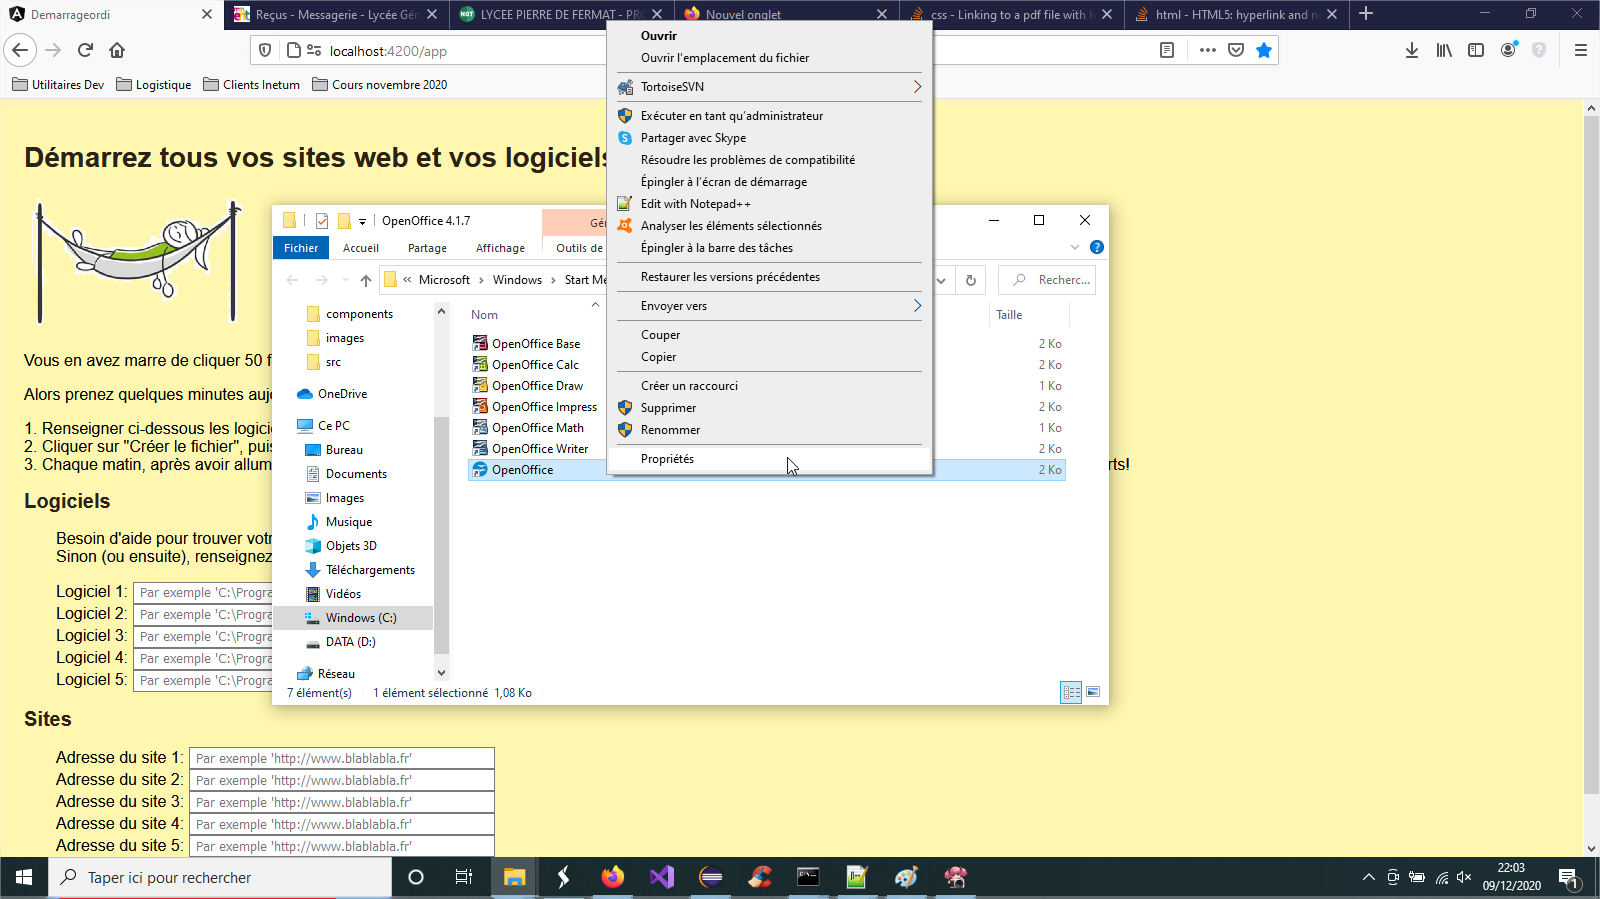 Demarrageordi
Reçus - Messagerie - Lycée Gén
LYCEE PIERRE DE FERMAT - PR
Nouvel onglet
css - Linking to a pdf file with h
html - HTML5: hyperlink and n
localhost:4200/app
Utilitaires Dev
Logistique
Clients Inetum
Cours novembre 2020
Démarrez tous vos sites web et vos logiciels
Vous en avez marre de cliquer 50 f
Alors prenez quelques minutes auj
1. Renseigner ci-dessous les logici
2. Cliquer sur "Créer le fichier", puis
3. Chaque matin, après avoir allum
rts!
Logiciels
Besoin d'aide pour trouver votr
Sinon (ou ensuite), renseignez
Logiciel 1: Par exemple 'C:\Progra
Logiciel 2: Par exemple 'C:\Progra
Logiciel 3: Par exemple 'C:\Progra
Logiciel 4: Par exemple 'C:\Progra
Logiciel 5: Par exemple 'C:\Progra
Sites
Adresse du site 1: Par exemple 'http://www.blablabla.fr'
Adresse du site 2: Par exemple 'http://www.blablabla.fr'
Adresse du site 3: Par exemple 'http://www.blablabla.fr'
Adresse du site 4: Par exemple 'http://www.blablabla.fr'
Adresse du site 5: Par exemple 'http://www.blablabla.fr'
OpenOffice 4.1.7
Gér
Fichier
Accueil
Partage
Affichage
Outils de
« Microsoft > Windows > Start Me
Recherc...
components
images
src
OneDrive
Ce PC
Bureau
Documents
Images
Musique
Objets 3D
Téléchargements
Vidéos
Windows (C:)
DATA (D:)
Réseau
Nom
Taille
OpenOffice Base 2 Ko
OpenOffice Calc 2 Ko
OpenOffice Draw 1 Ko
OpenOffice Impress 2 Ko
OpenOffice Math 1 Ko
OpenOffice Writer 2 Ko
OpenOffice 2 Ko
7 élément(s)
1 élément sélectionné 1,08 Ko
Ouvrir
Ouvrir l'emplacement du fichier
TortoiseSVN
Exécuter en tant qu'administrateur
Partager avec Skype
Résoudre les problèmes de compatibilité
Épingler à l'écran de démarrage
Edit with Notepad++
Analyser les éléments sélectionnés
Épingler à la barre des tâches
Restaurer les versions précédentes
Envoyer vers
Couper
Copier
Créer un raccourci
Supprimer
Renommer
Propriétés
Taper ici pour rechercher
22:03
09/12/2020
1